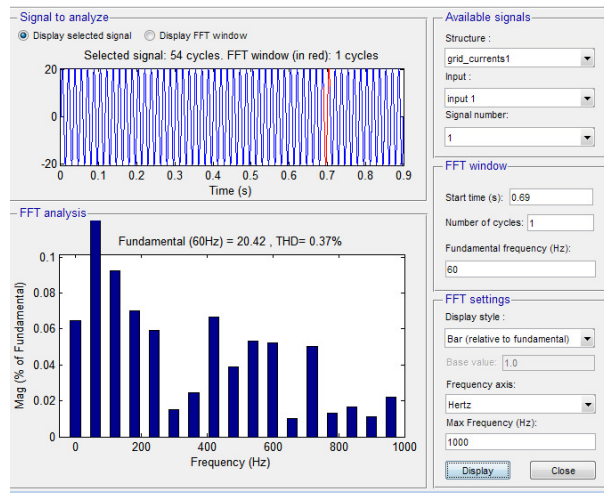 Signal to analyze
Display selected signal Display FFT window
Selected signal: 54 cycles. FFT window (in red): 1 cycles
20
0
-20
0 0.1 0.2 0.3 0.4 0.5 0.6 0.7 0.8 0.9
Time (s)
FFT analysis
Fundamental (60Hz) = 20.42 , THD= 0.37%
0.1
0.08
0.06
0.04
0.02
0
Mag (% of Fundamental)
0 200 400 600 800 1000
Frequency (Hz)
Available signals
Structure :
grid_currents1
Input :
input 1
Signal number:
1
FFT window
Start time (s): 0.69
Number of cycles: 1
Fundamental frequency (Hz):
60
FFT settings
Display style :
Bar (relative to fundamental)
Base value: 1.0
Frequency axis:
Hertz
Max Frequency (Hz):
1000
Display Close